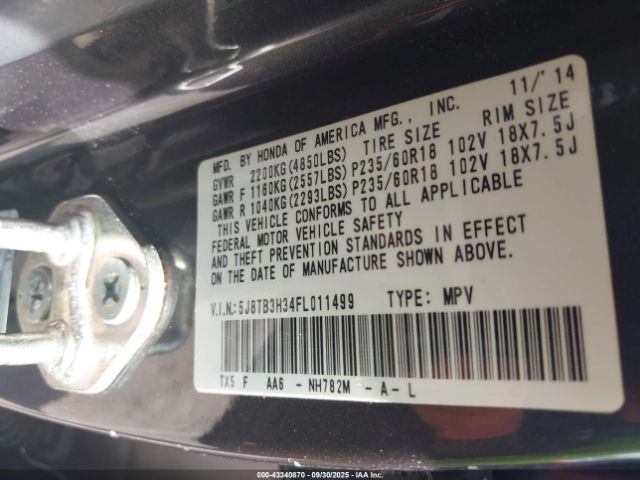 11/'14
MFD. BY HONDA OF AMERICA MFG., INC.
TIRE SIZE RIM SIZE
GVWR 2200KG(4850LBS)
GAWR F 1160KG(2557LBS) P235/60R18 102V 18X7.5J
GAWR R 1040KG(2293LBS) P235/60R18 102V 18X7.5J
THIS VEHICLE CONFORMS TO ALL APPLICABLE
FEDERAL MOTOR VEHICLE SAFETY
AND THEFT PREVENTION STANDARDS IN EFFECT
ON THE DATE OF MANUFACTURE SHOWN ABOVE.
V.I.N.:5J8TB3H34FL011499 TYPE: MPV
TX5 F AA6 - NH782M - A - L
000-43340870 - 09/30/2025 - IAAI.COM